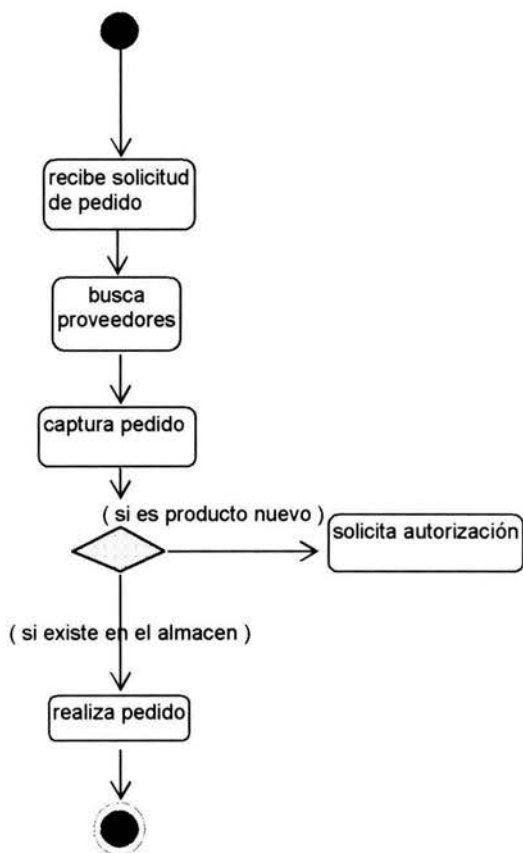 recibe solicitud
de pedido
busca
proveedores
captura pedido
( si es producto nuevo )
solicita autorización
( si existe en el almacen )
realiza pedido